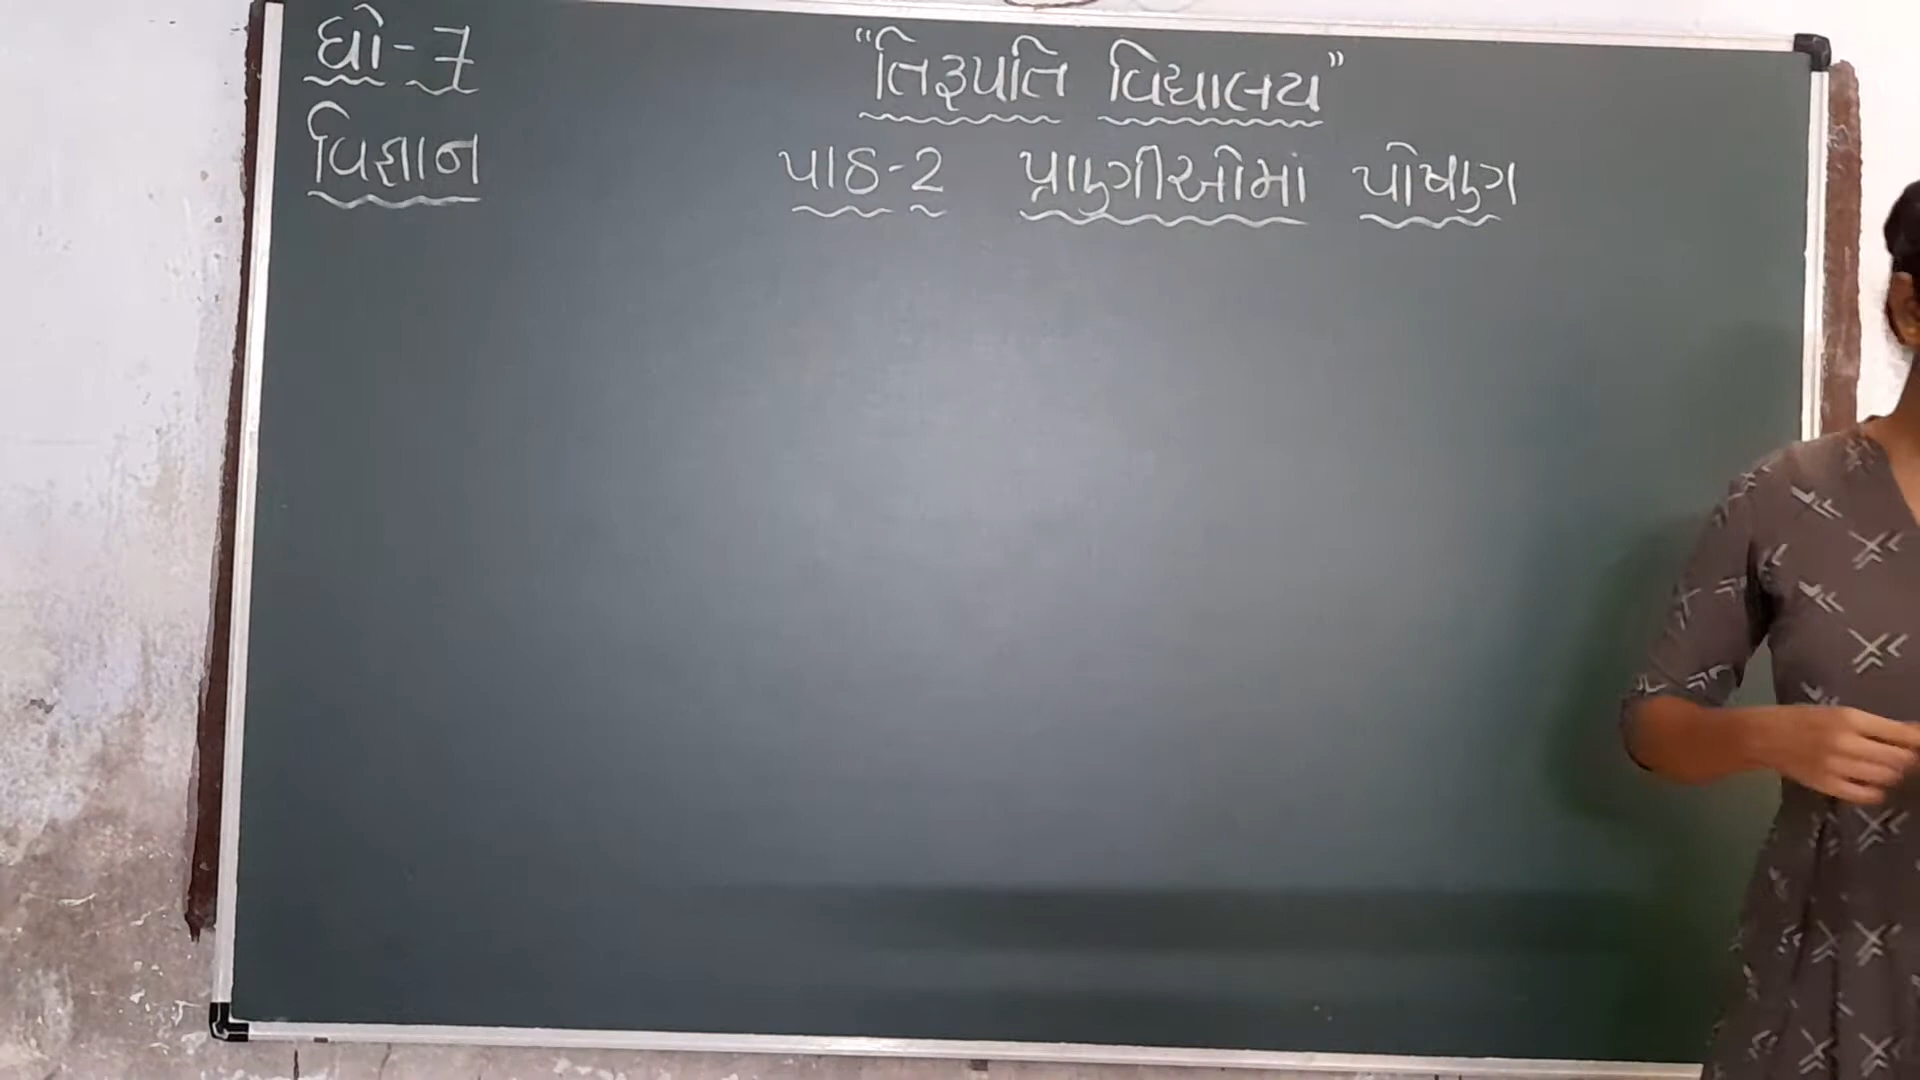 ધો-7
"તિરૂપતિ વિદ્યાલય"
વિજ્ઞાન
પાઠ-2 પ્રાણીઓમાં પોષણ